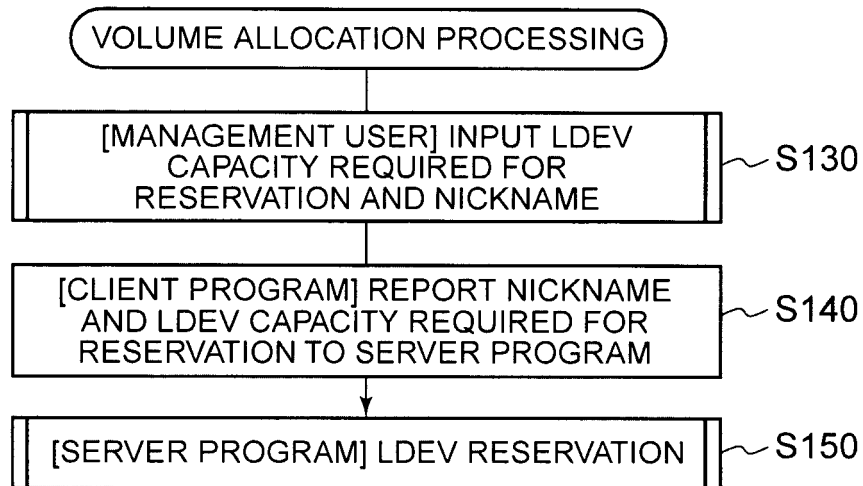 VOLUME ALLOCATION PROCESSING
[MANAGEMENT USER] INPUT LDEV
CAPACITY REQUIRED FOR
RESERVATION AND NICKNAME
S130
[CLIENT PROGRAM] REPORT NICKNAME
AND LDEV CAPACITY REQUIRED FOR
RESERVATION TO SERVER PROGRAM
S140
[SERVER PROGRAM] LDEV RESERVATION
S150